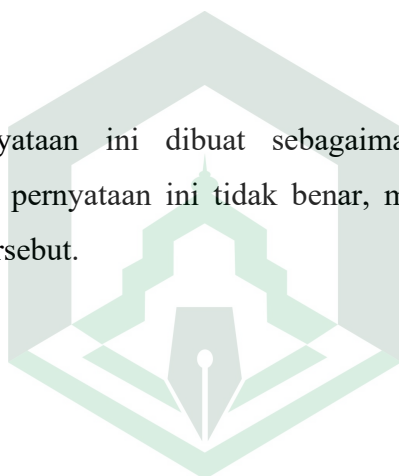 yataan ini dibuat sebagaima
pernyataan ini tidak benar, m
rsebut.